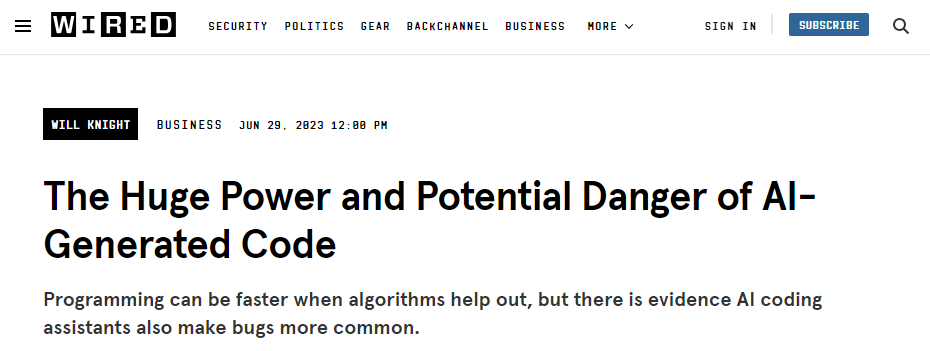 WIRED SECURITY POLITICS GEAR BACKCHANNEL BUSINESS MORE SIGN IN SUBSCRIBE
WILL KNIGHT BUSINESS JUN 29, 2023 12:00 PM
The Huge Power and Potential Danger of AI-
Generated Code
Programming can be faster when algorithms help out, but there is evidence AI coding
assistants also make bugs more common.